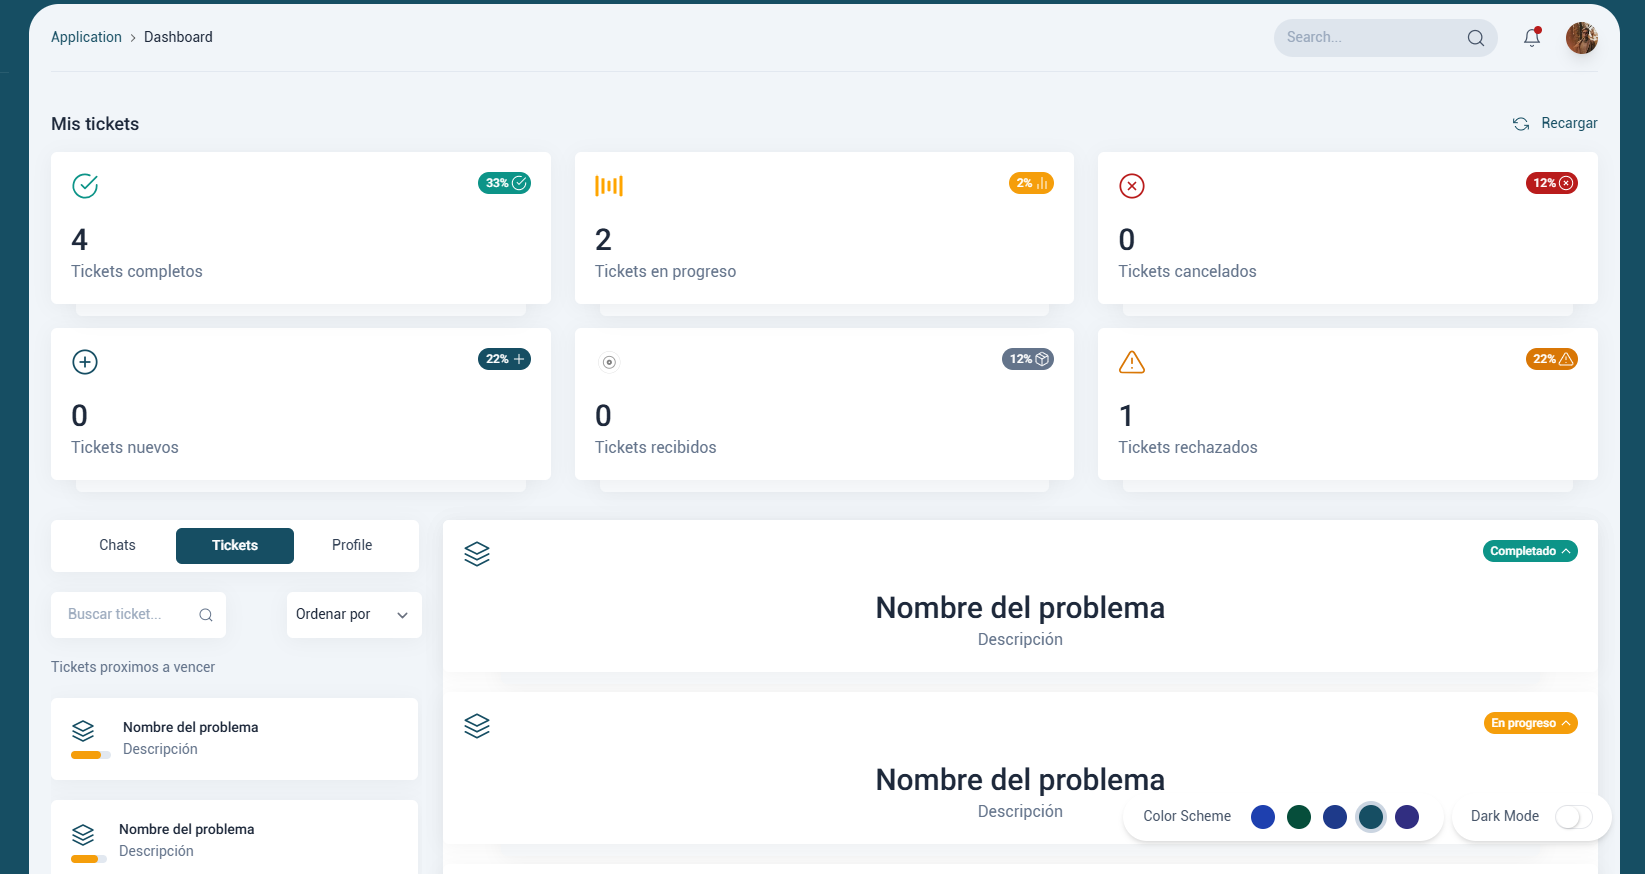 Application > Dashboard
Search...
Mis tickets
Recargar
33%
4
Tickets completos
2%
2
Tickets en progreso
12%
0
Tickets cancelados
22%
0
Tickets nuevos
12%
0
Tickets recibidos
22%
1
Tickets rechazados
Chats
Tickets
Profile
Buscar ticket...
Ordenar por
Tickets proximos a vencer
Nombre del problema
Descripción
Nombre del problema
Descripción
Completado
Nombre del problema
Descripción
En progreso
Nombre del problema
Descripción
Color Scheme
Dark Mode